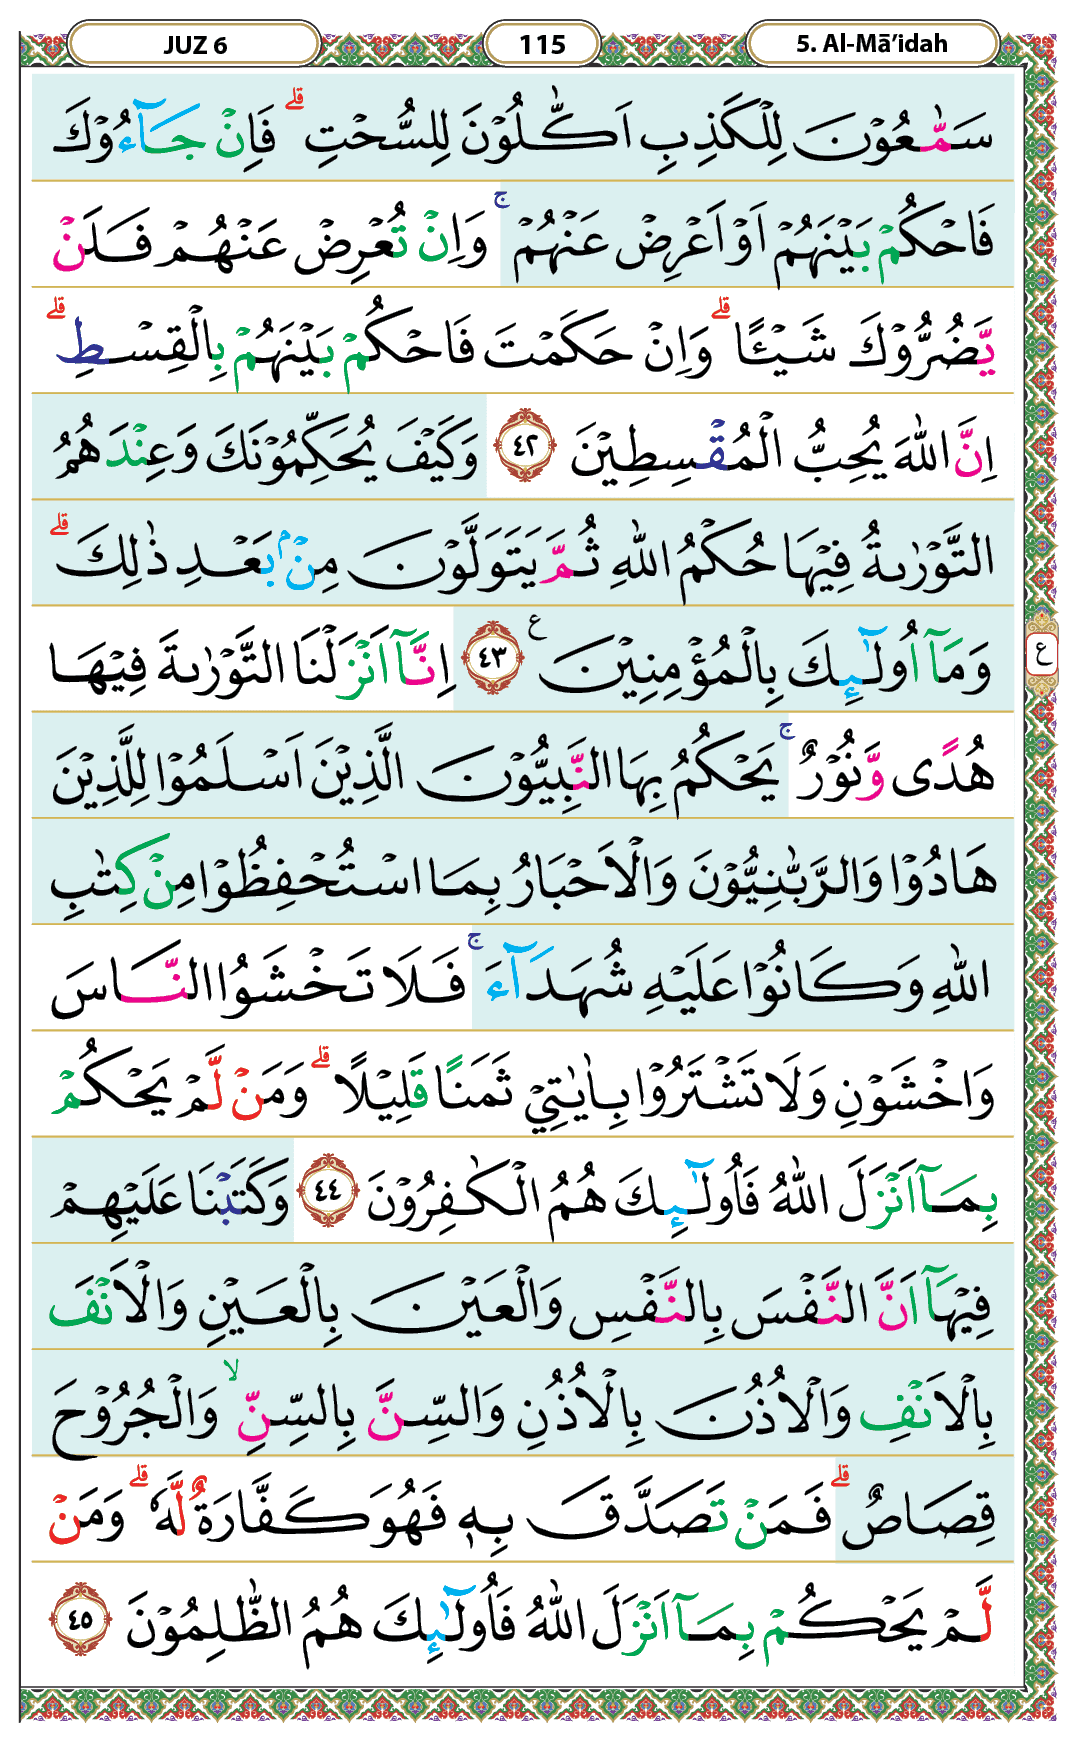 JUZ 6 115 5. Al-Mā’idah
سَمّٰعُوْنَ لِلْكَذِبِ اَكّٰلُوْنَ لِلسُّحْتِ ۗ فَاِنْ جَاۤءُوْكَ
فَاحْكُمْ بَيْنَهُمْ اَوْ اَعْرِضْ عَنْهُمْ ۚ وَاِنْ تُعْرِضْ عَنْهُمْ فَلَنْ
يَّضُرُّوْكَ شَيْـًٔا ۗ وَاِنْ حَكَمْتَ فَاحْكُمْ بَيْنَهُمْ بِالْقِسْطِ ۗ
اِنَّ اللّٰهَ يُحِبُّ الْمُقْسِطِيْنَ ٤٢ وَكَيْفَ يُحَكِّمُوْنَكَ وَعِنْدَهُمُ
التَّوْرٰىةُ فِيْهَا حُكْمُ اللّٰهِ ثُمَّ يَتَوَلَّوْنَ مِنْۢ بَعْدِ ذٰلِكَ ۗ
وَمَآ اُولٰۤىِٕكَ بِالْمُؤْمِنِيْنَ ࣖ ٤٣ اِنَّآ اَنْزَلْنَا التَّوْرٰىةَ فِيْهَا
ع
هُدًى وَّنُوْرٌ ۚ يَحْكُمُ بِهَا النَّبِيُّوْنَ الَّذِيْنَ اَسْلَمُوْا لِلَّذِيْنَ
هَادُوْا وَالرَّبّٰنِيُّوْنَ وَالْاَحْبَارُ بِمَا اسْتُحْفِظُوْا مِنْ كِتٰبِ
اللّٰهِ وَكَانُوْا عَلَيْهِ شُهَدَاۤءَ ۚ فَلَا تَخْشَوُا النَّاسَ
وَاخْشَوْنِ وَلَا تَشْتَرُوْا بِاٰيٰتِيْ ثَمَنًا قَلِيْلًا ۗ وَمَنْ لَّمْ يَحْكُمْ
بِمَآ اَنْزَلَ اللّٰهُ فَاُولٰۤىِٕكَ هُمُ الْكٰفِرُوْنَ ٤٤ وَكَتَبْنَا عَلَيْهِمْ
فِيْهَآ اَنَّ النَّفْسَ بِالنَّفْسِ وَالْعَيْنَ بِالْعَيْنِ وَالْاَنْفَ
بِالْاَنْفِ وَالْاُذُنَ بِالْاُذُنِ وَالسِّنَّ بِالسِّنِّ ۙ وَالْجُرُوْحَ
قِصَاصٌ ۗ فَمَنْ تَصَدَّقَ بِهٖ فَهُوَ كَفَّارَةٌ لَّهٗ ۗ وَمَنْ
لَّمْ يَحْكُمْ بِمَآ اَنْزَلَ اللّٰهُ فَاُولٰۤىِٕكَ هُمُ الظّٰلِمُوْنَ ٤٥